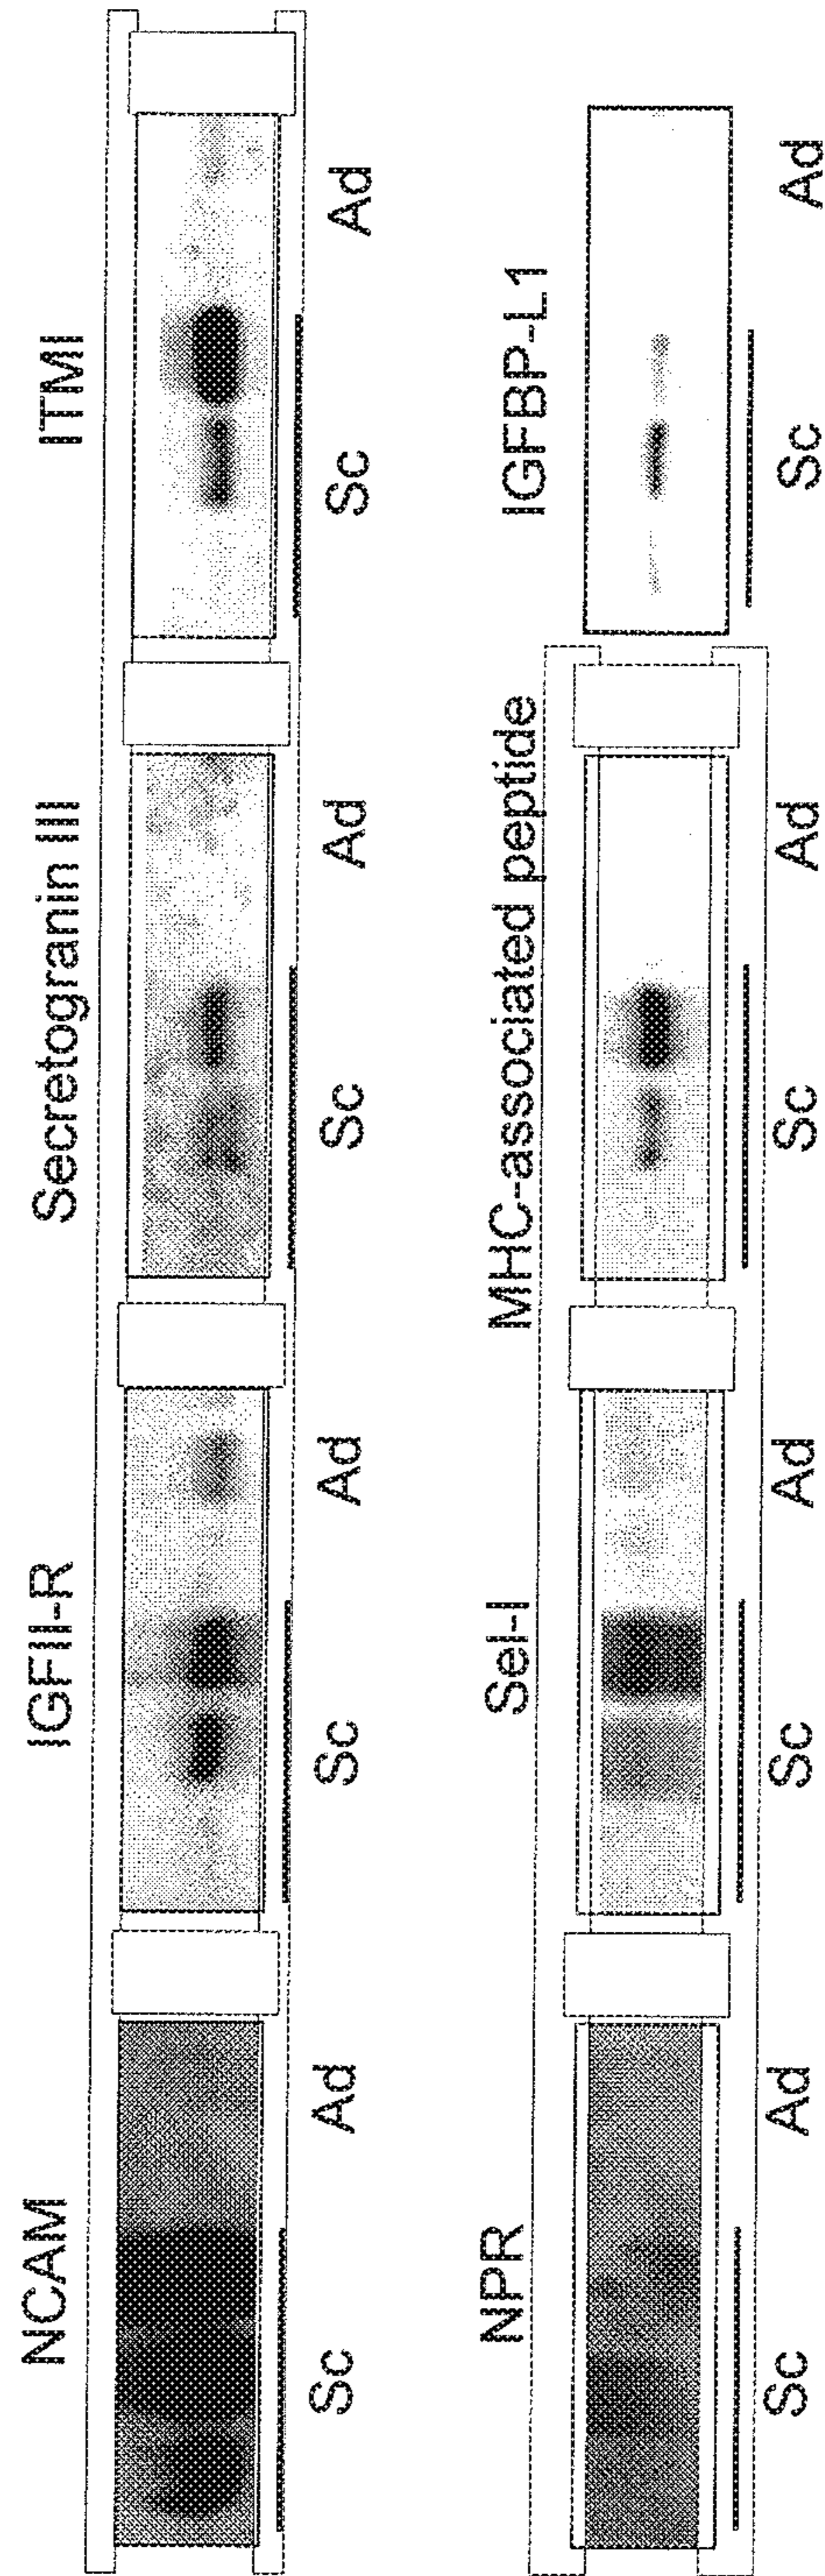 NCAM
IGFII-R
Secretogranin III
ITMI
Sc
Ad
Sc
Ad
Sc
Ad
Sc
Ad
NPR
Sel-I
MHC-associated peptide
IGFBP-L1
Sc
Ad
Sc
Ad
Sc
Ad
Sc
Ad